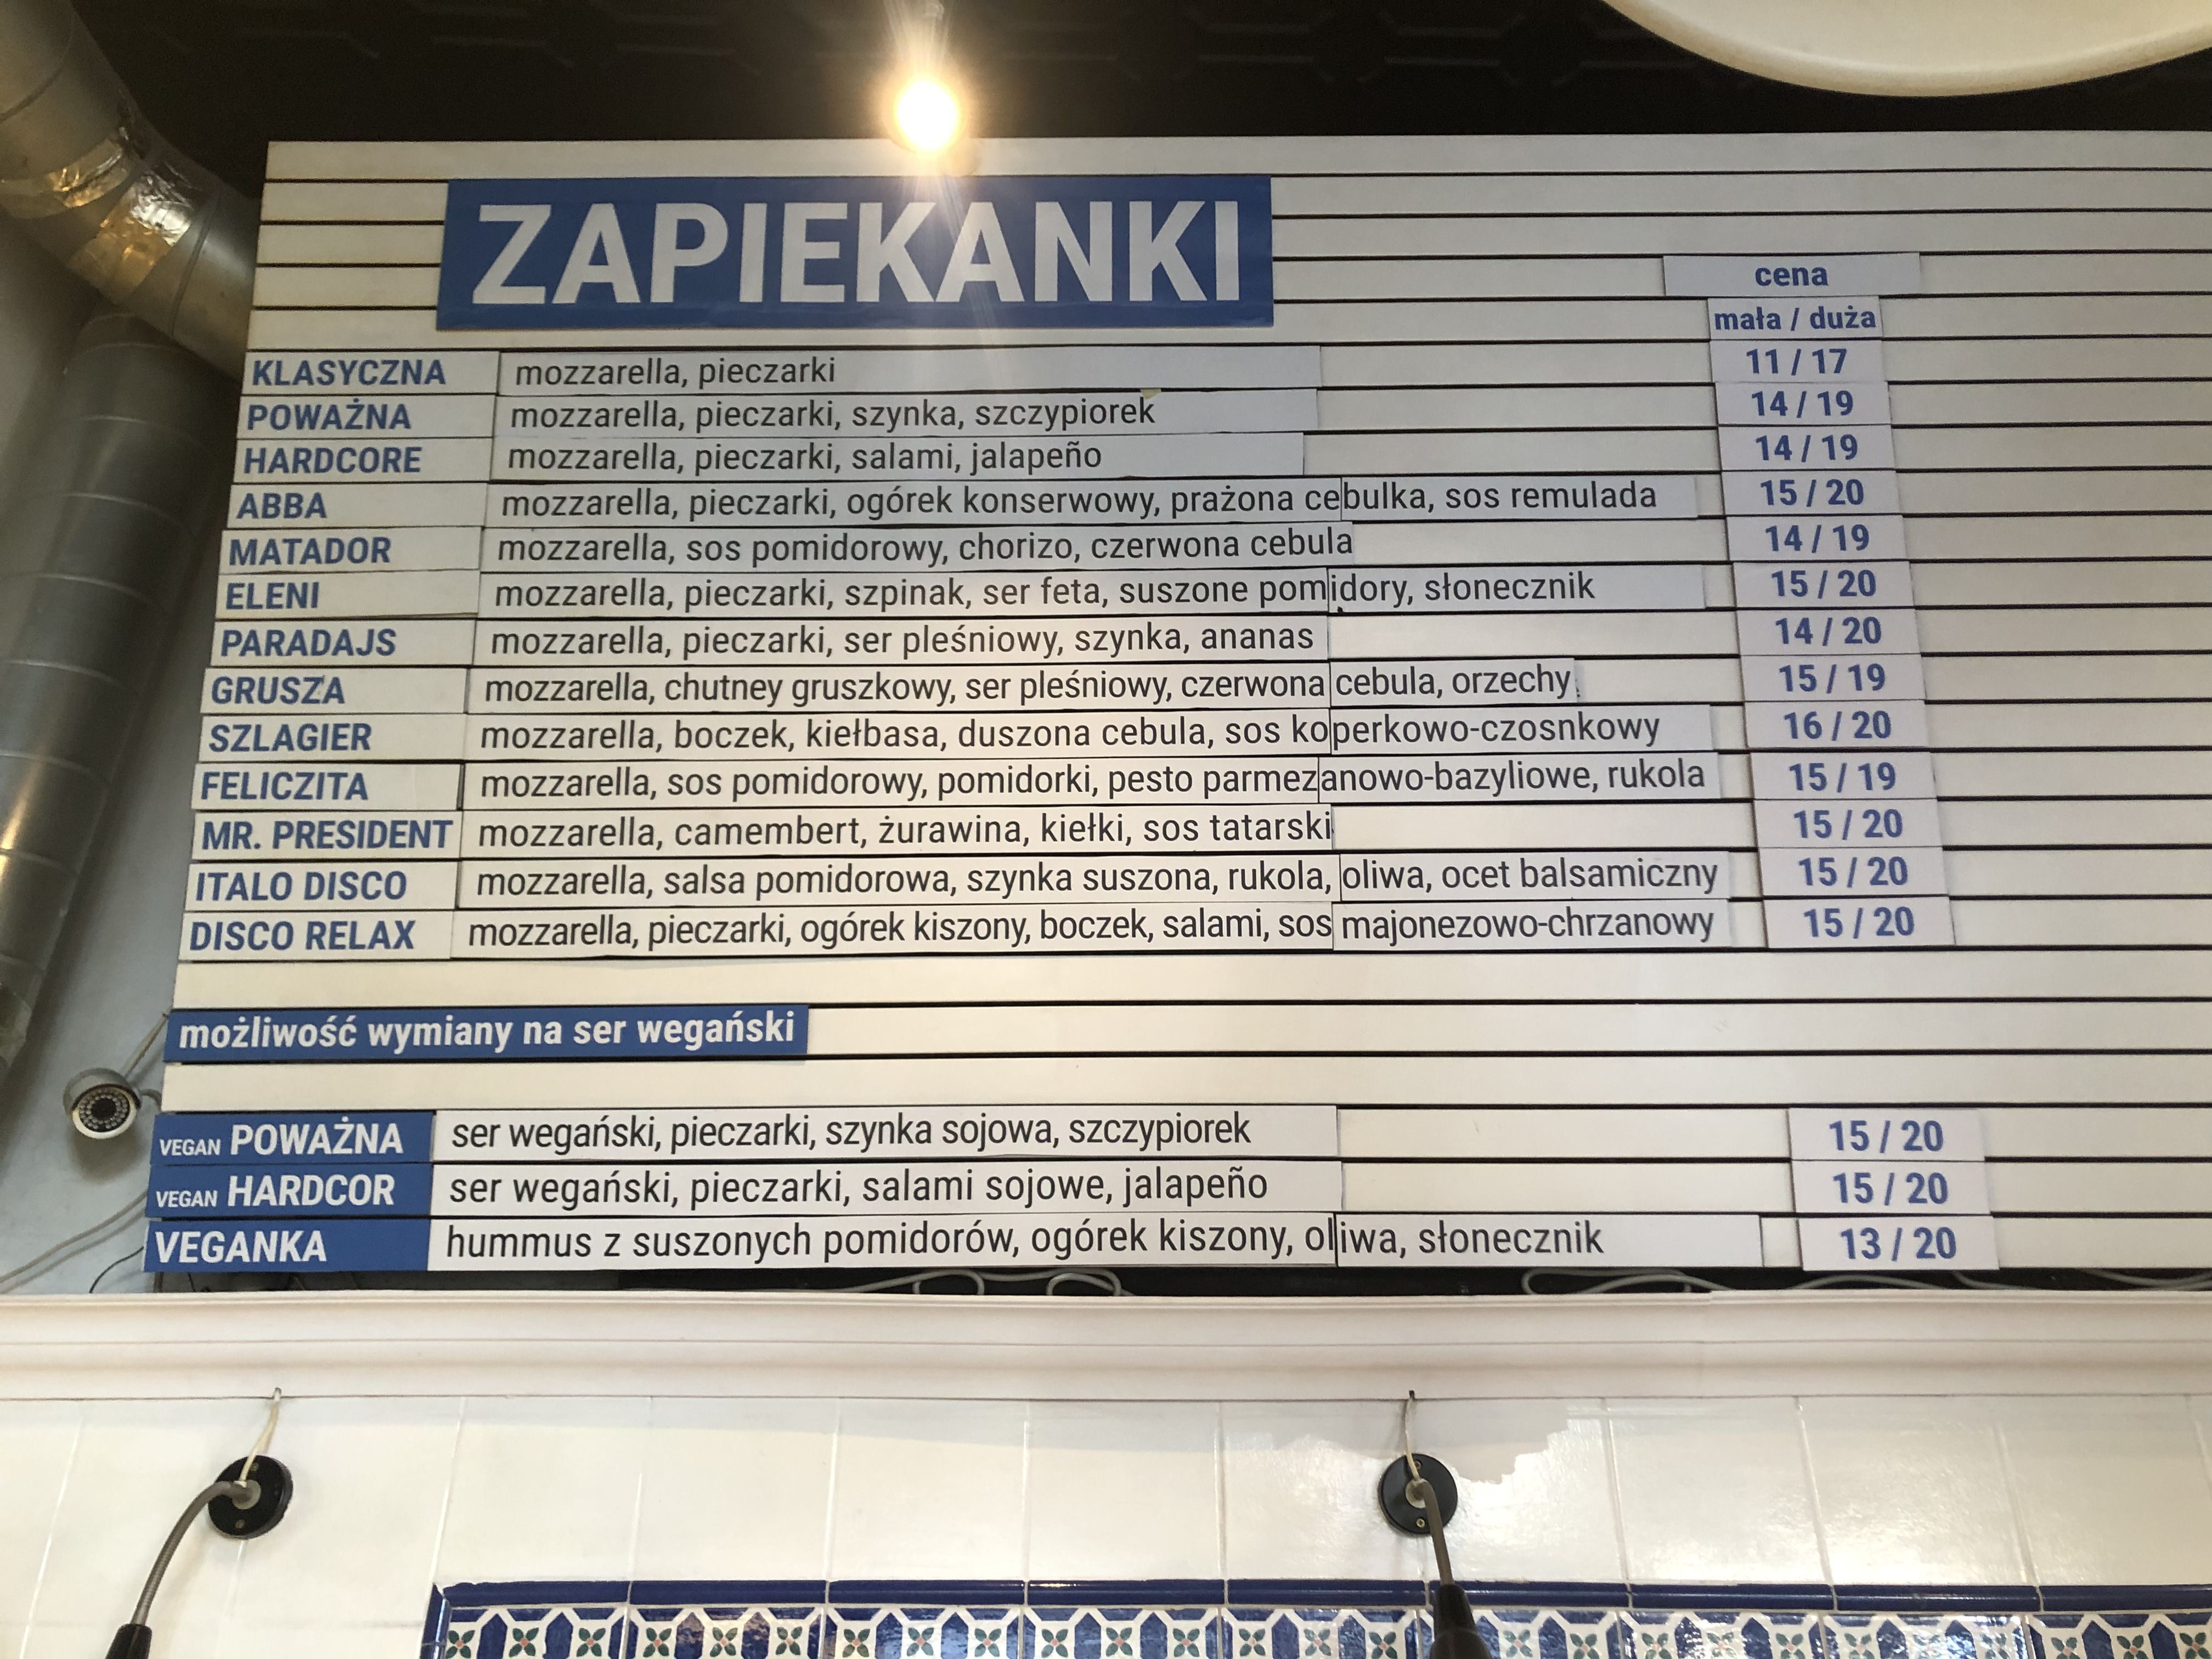 ZAPIEKANKI
cena
mała / duża
KLASYCZNA mozzarella, pieczarki 11 / 17
POWAŻNA mozzarella, pieczarki, szynka, szczypiorek 14 / 19
HARDCORE mozzarella, pieczarki, salami, jalapeño 14 / 19
ABBA mozzarella, pieczarki, ogórek konserwowy, prażona cebulka, sos remulada 15 / 20
MATADOR mozzarella, sos pomidorowy, chorizo, czerwona cebula 14 / 19
ELENI mozzarella, pieczarki, szpinak, ser feta, suszone pomidory, słonecznik 15 / 20
PARADAJS mozzarella, pieczarki, ser pleśniowy, szynka, ananas 14 / 20
GRUSZA mozzarella, chutney gruszkowy, ser pleśniowy, czerwona cebula, orzechy 15 / 19
SZLAGIER mozzarella, boczek, kiełbasa, duszona cebula, sos koperkowo-czosnkowy 16 / 20
FELICZITA mozzarella, sos pomidorowy, pomidorki, pesto parmezanowo-bazyliowe, rukola 15 / 19
MR. PRESIDENT mozzarella, camembert, żurawina, kiełki, sos tatarski 15 / 20
ITALO DISCO mozzarella, salsa pomidorowa, szynka suszona, rukola, oliwa, ocet balsamiczny 15 / 20
DISCO RELAX mozzarella, pieczarki, ogórek kiszony, boczek, salami, sos majonezowo-chrzanowy 15 / 20
możliwość wymiany na ser wegański
VEGAN POWAŻNA ser wegański, pieczarki, szynka sojowa, szczypiorek 15 / 20
VEGAN HARDCOR ser wegański, pieczarki, salami sojowe, jalapeño 15 / 20
VEGANKA hummus z suszonych pomidorów, ogórek kiszony, oliwa, słonecznik 13 / 20